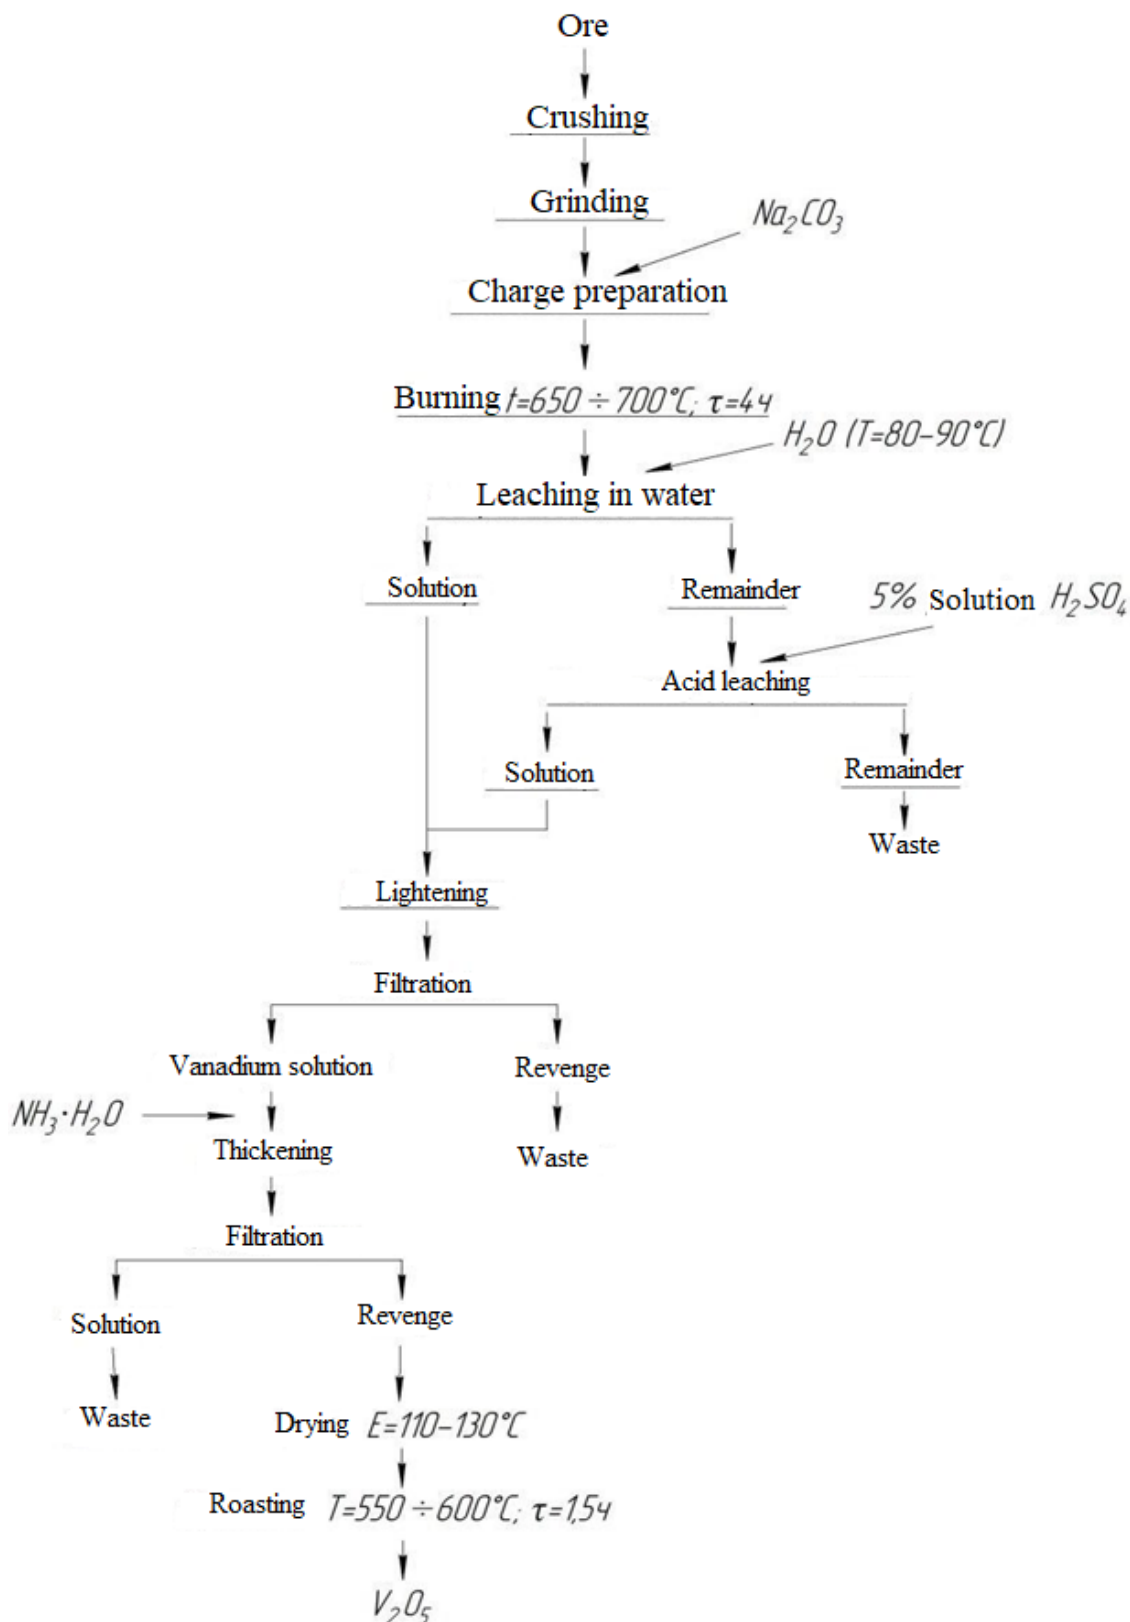 Ore
Crushing
Grinding
Na₂CO₃
Charge preparation
Burning t=650÷700°C; τ=4ч
H₂O (T=80–90°C)
Leaching in water
Solution
Remainder
5% Solution H₂SO₄
Acid leaching
Solution
Remainder
Waste
Lightening
Filtration
Vanadium solution
Revenge
NH₃·H₂O
Thickening
Waste
Filtration
Solution
Revenge
Waste
Drying E=110–130°C
Roasting T=550÷600°C; τ=1,5ч
V₂O₅